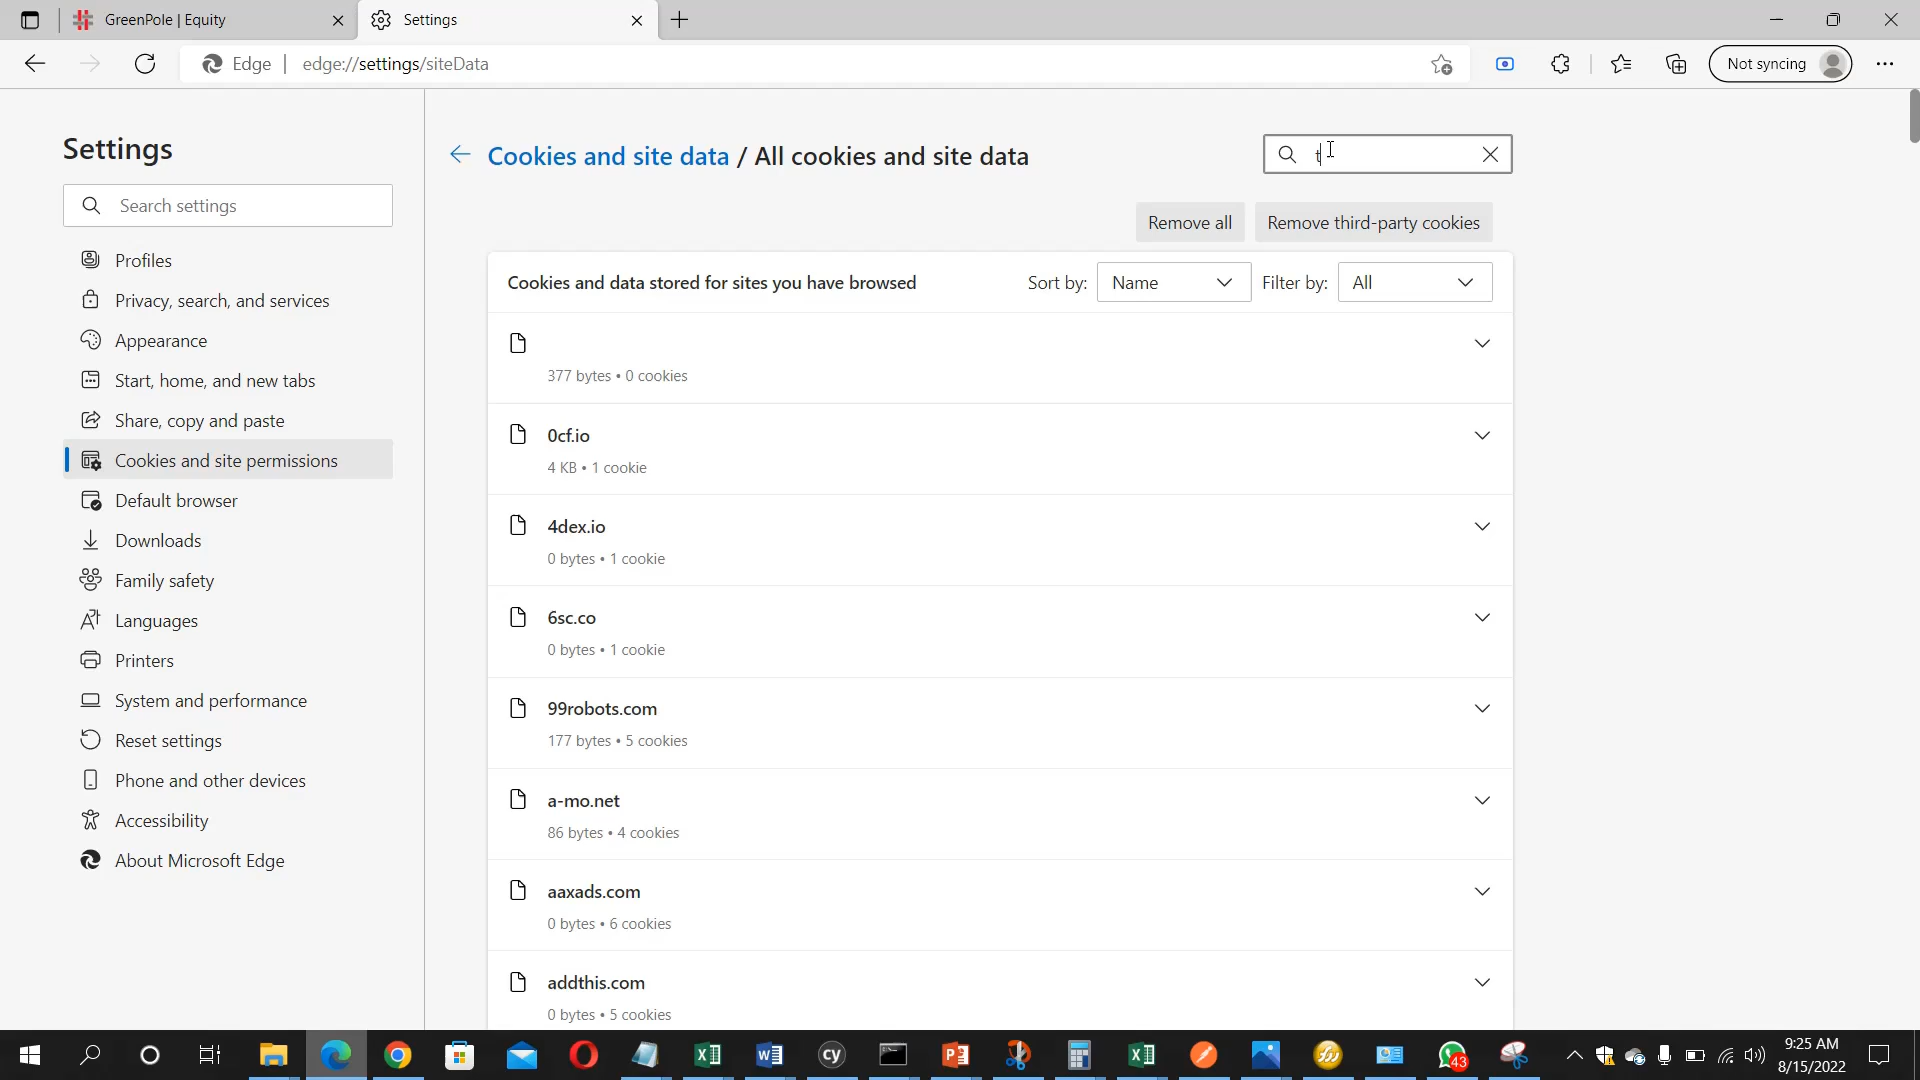 GreenPole | Equity
Settings
Edge | edge://settings/siteData
Not syncing
Settings
Search settings
Profiles
Privacy, search, and services
Appearance
Start, home, and new tabs
Share, copy and paste
Cookies and site permissions
Default browser
Downloads
Family safety
Languages
Printers
System and performance
Reset settings
Phone and other devices
Accessibility
About Microsoft Edge
Cookies and site data / All cookies and site data
t
Remove all
Remove third-party cookies
Cookies and data stored for sites you have browsed
Sort by: Name
Filter by: All
377 bytes • 0 cookies
0cf.io
4 KB • 1 cookie
4dex.io
0 bytes • 1 cookie
6sc.co
0 bytes • 1 cookie
99robots.com
177 bytes • 5 cookies
a-mo.net
86 bytes • 4 cookies
aaxads.com
0 bytes • 6 cookies
addthis.com
0 bytes • 5 cookies
cy
43
9:25 AM
8/15/2022